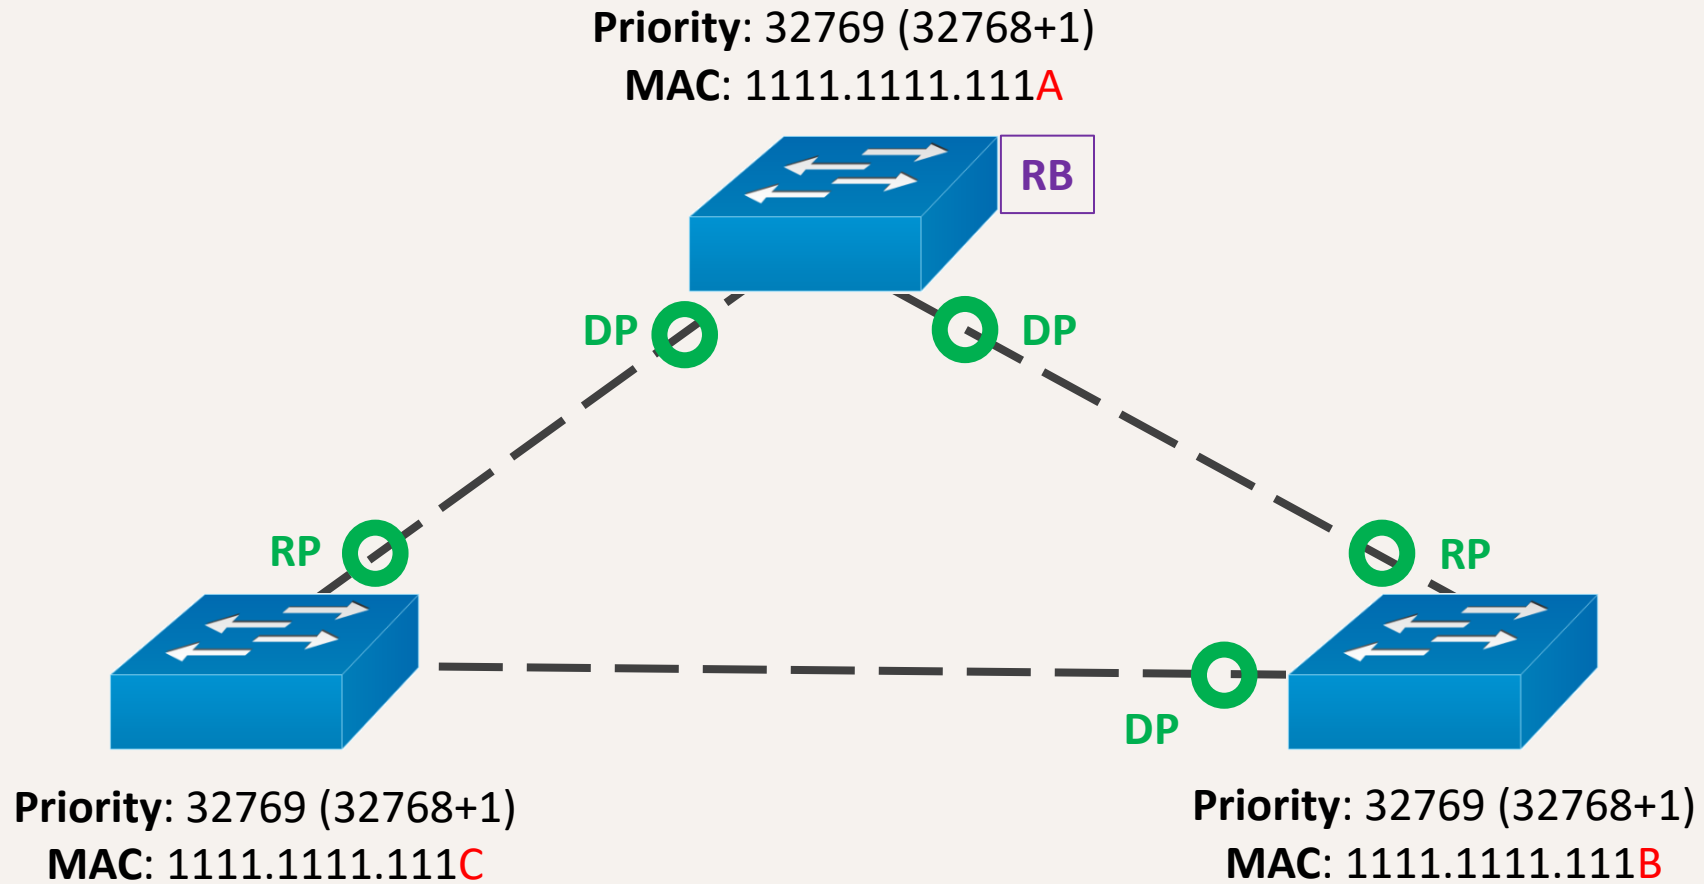 Priority: 32769 (32768+1)
MAC: 1111.1111.111A
RB
DP
DP
RP
RP
DP
Priority: 32769 (32768+1)
MAC: 1111.1111.111C
Priority: 32769 (32768+1)
MAC: 1111.1111.111B